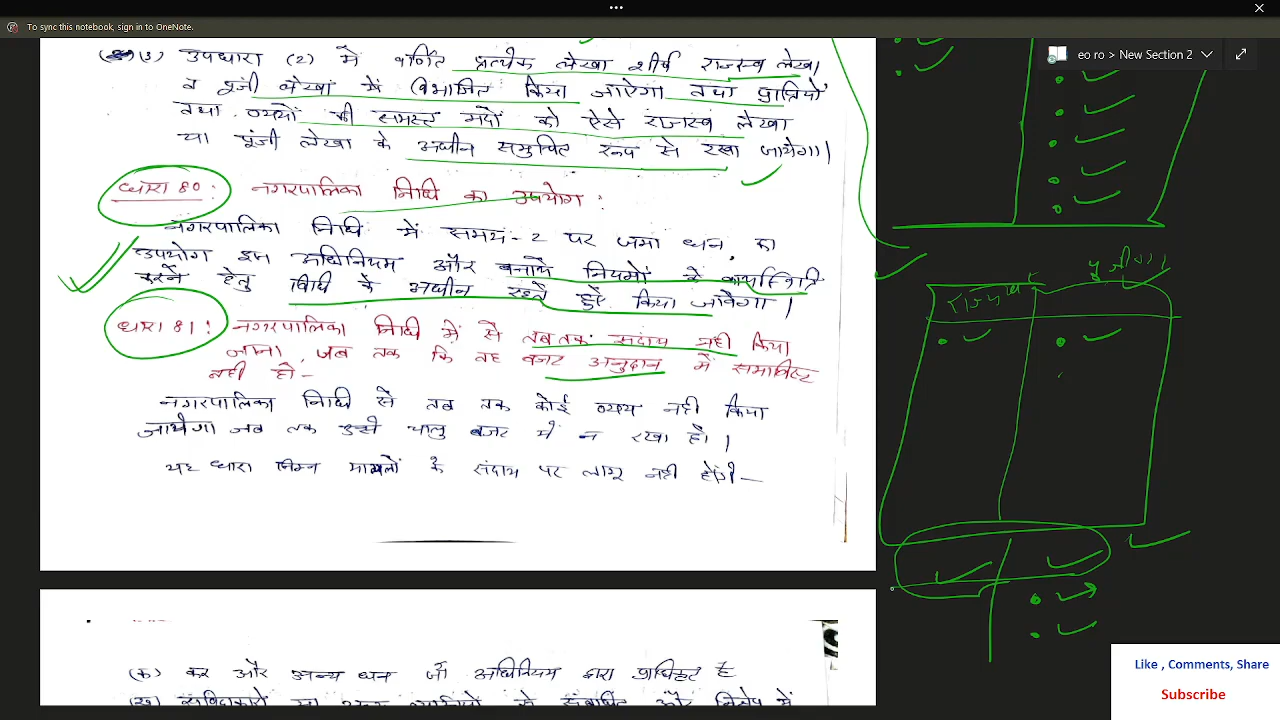 To sync this notebook, sign in to OneNote.
eo ro > New Section 2
(3) उपधारा (2) में वर्णित प्रत्येक लेखा शीर्ष राजस्व लेखा
व पूंजी लेखा में विभाजित किया जाएगा तथा प्राप्तियों
तथा व्ययों की समस्त मदों को ऐसे राजस्व लेखा
या पूंजी लेखा के अधीन समुचित रूप से रखा जायेगा।
धारा 80: नगरपालिका निधि का उपयोग:
नगरपालिका निधि में समय-2 पर जमा धन, का
उपयोग इस अधिनियम और बनाये नियमों के कार्यान्वित
करने हेतु विधि के अधीन रहते हुए किया जावेगा।
धारा 81: नगरपालिका निधि में से तब तक संदाय नहीं किया
जाना, जब तक कि वह बजट अनुदान में समाविष्ट
नहीं हो-
नगरपालिका निधि से तब तक कोई व्यय नहीं किया
जायेगा जब तक उसे चालू बजट में न रखा हो।
यह धारा निम्न मामलों के संदाय पर लागू नहीं होगी-
राजस्व पूंजीगत
(क) कर और अन्य धन जो अधिनियम द्वारा प्राधिकृत है
Like , Comments, Share
Subscribe